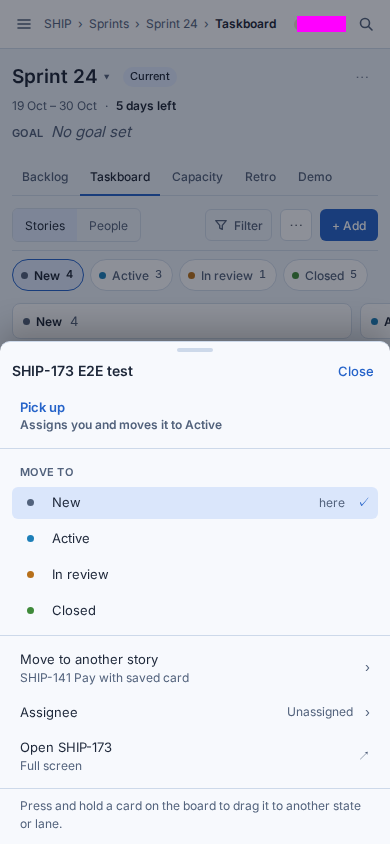 SHIP › Sprints › Sprint 24 › Taskboard
Sprint 24 ▾ Current ...
19 Oct – 30 Oct · 5 days left
GOAL No goal set
Backlog Taskboard Capacity Retro Demo
Stories People Filter ... + Add
New 4 Active 3 In review 1 Closed 5
New 4 A
SHIP-173 E2E test Close
Pick up
Assigns you and moves it to Active
MOVE TO
New here ✓
Active
In review
Closed
Move to another story ›
SHIP-141 Pay with saved card
Assignee Unassigned ›
Open SHIP-173 ↗
Full screen
Press and hold a card on the board to drag it to another state
or lane.